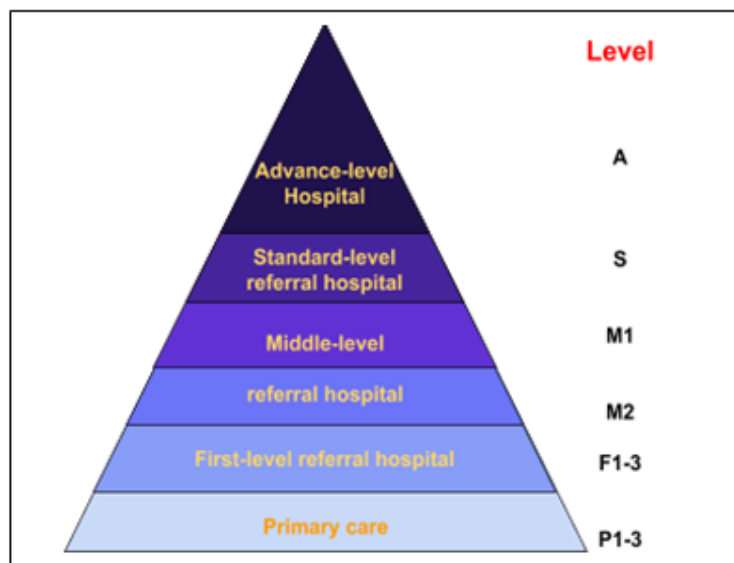 Level
Advance-level
Hospital
A
Standard-level
referral hospital
S
Middle-level
M1
referral hospital
M2
First-level referral hospital
F1-3
Primary care
P1-3